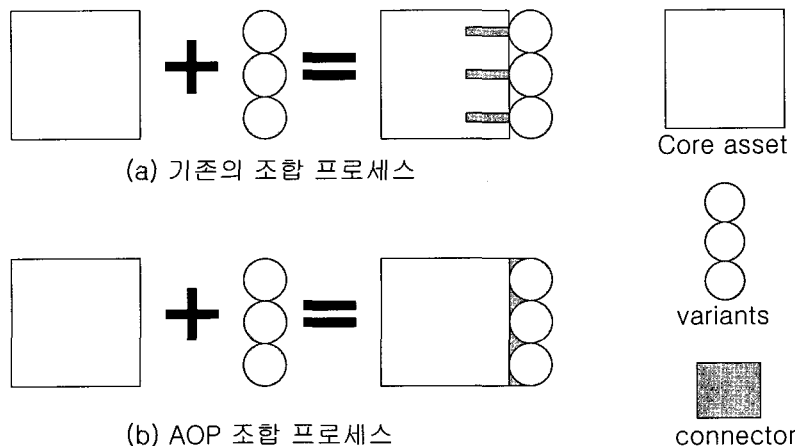 (a) 기존의 조합 프로세스
Core asset
variants
(b) AOP 조합 프로세스
connector